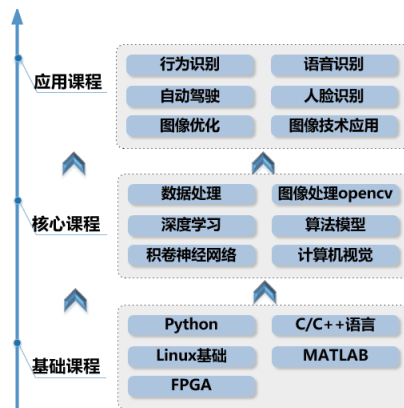 应用课程
行为识别 语音识别
自动驾驶 人脸识别
图像优化 图像技术应用
核心课程
数据处理 图像处理opencv
深度学习 算法模型
积卷神经网络 计算机视觉
基础课程
Python C/C++语言
Linux基础 MATLAB
FPGA